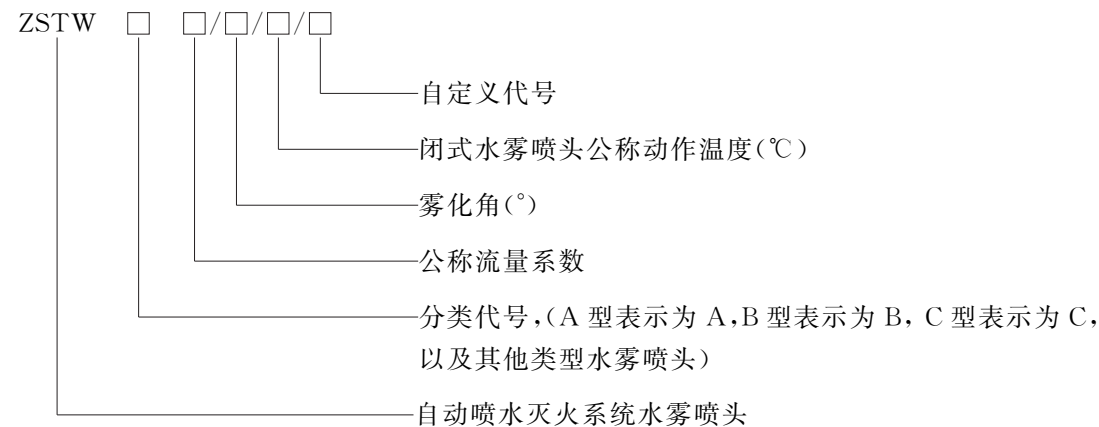 ZSTW □ □/□/□/□
自定义代号
闭式水雾喷头公称动作温度(℃)
雾化角(°)
公称流量系数
分类代号,(A 型表示为 A,B 型表示为 B, C 型表示为 C,
以及其他类型水雾喷头)
自动喷水灭火系统水雾喷头